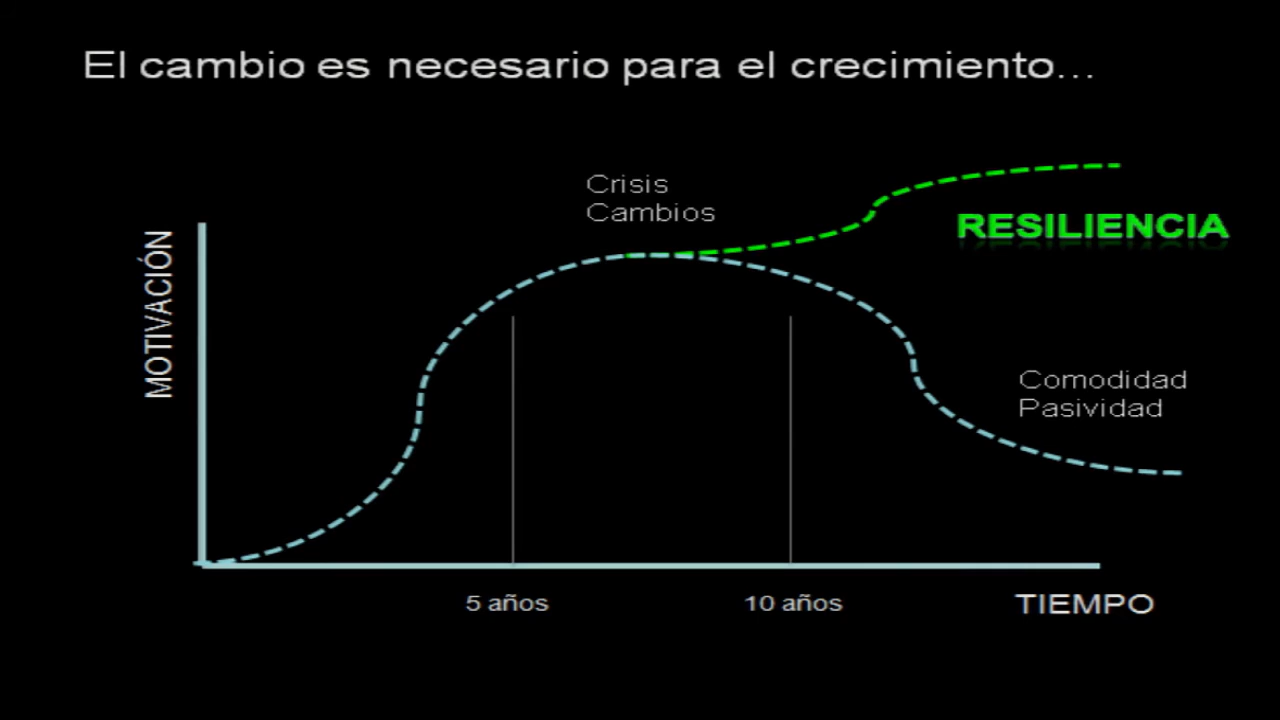 El cambio es necesario para el crecimiento...
Crisis
Cambios
RESILIENCIA
MOTIVACIÓN
Comodidad
Pasividad
5 años
10 años
TIEMPO